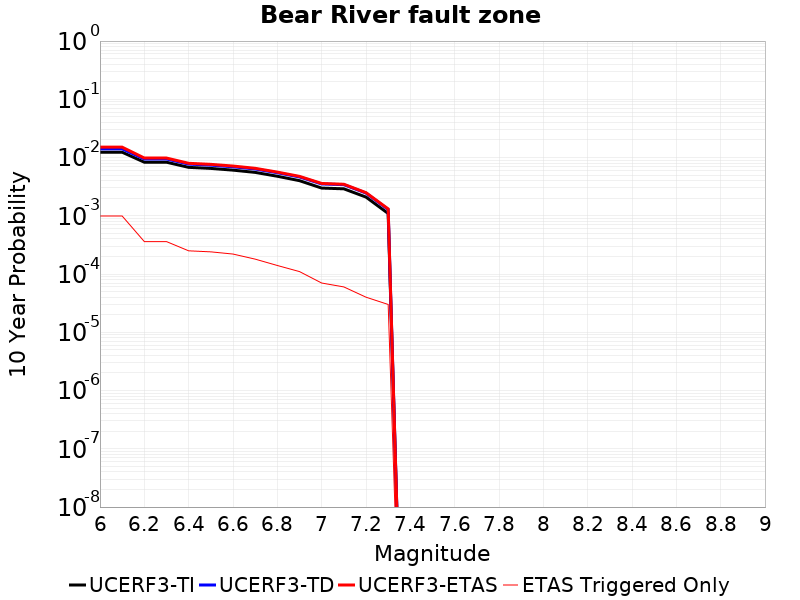 Bear River fault zone
10 Year Probability
10^0
10^-1
10^-2
10^-3
10^-4
10^-5
10^-6
10^-7
10^-8
6 6.2 6.4 6.6 6.8 7 7.2 7.4 7.6 7.8 8 8.2 8.4 8.6 8.8 9
Magnitude
UCERF3-TI UCERF3-TD UCERF3-ETAS ETAS Triggered Only